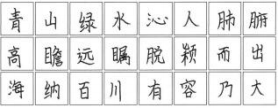 青山绿水沁人肺腑
高瞻远瞩脱颖而出
海纳百川有容乃大